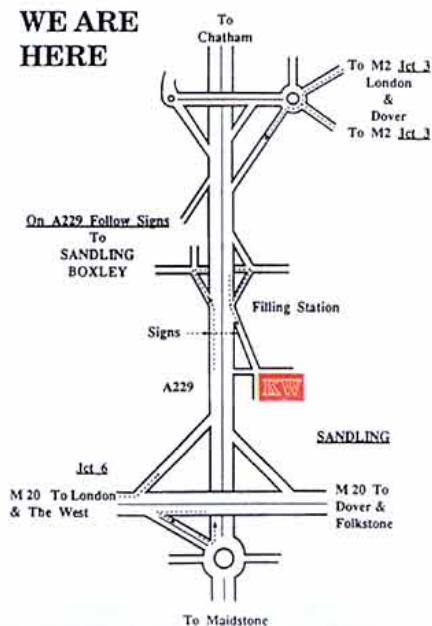 WE ARE
HERE
To
Chatham
To M2 Jct 3
London
&
Dover
To M2 Jct 3
On A229 Follow Signs
To
SANDLING
BOXLEY
Filling Station
Signs
A229
KW
SANDLING
Jct 6
M 20 To London
& The West
M 20 To
Dover &
Folkstone
To Maidstone